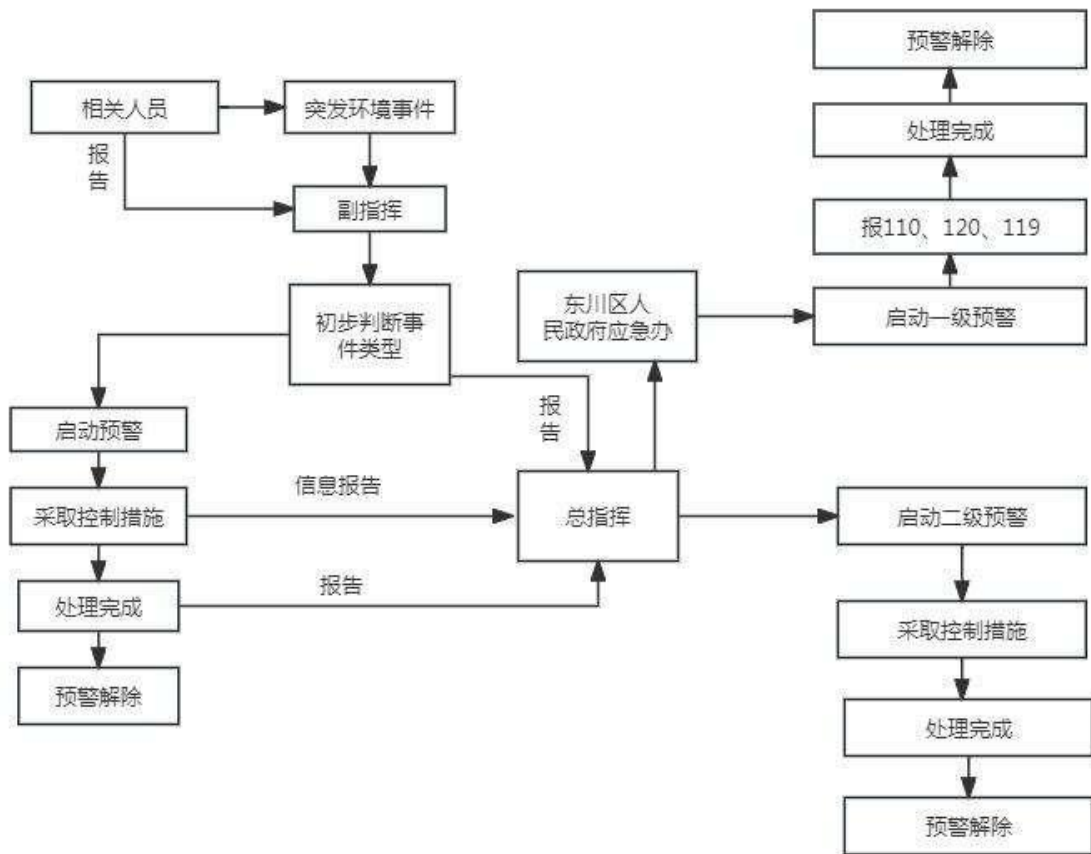 预警解除
相关人员
突发环境事件
处理完成
报
告
副指挥
报110、120、119
初步判断事
件类型
东川区人
民政府应急办
启动一级预警
启动预警
报
告
采取控制措施
信息报告
总指挥
启动二级预警
处理完成
报告
采取控制措施
预警解除
处理完成
预警解除